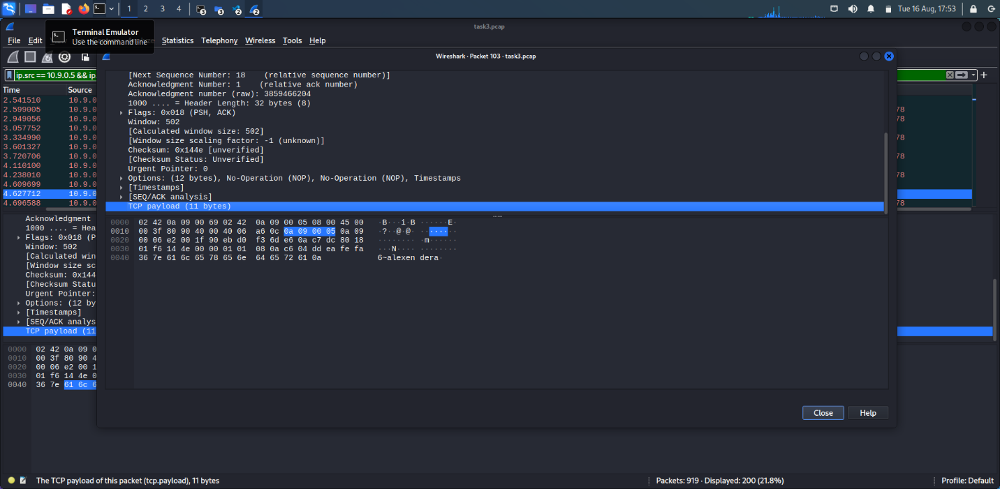 1 2 3 4 3 3 2 2 Tue 16 Aug, 17:53
Terminal Emulator
Use the command line
task3.pcap
File Edit Statistics Telephony Wireless Tools Help
Wireshark · Packet 103 · task3.pcap
ip.src == 10.9.0.5 && ip.
Time Source
2.541510 10.9.0
2.599005 10.9.0 78
2.949056 10.9.0 78
3.057752 10.9.0
3.334990 10.9.0 78
3.601327 10.9.0
3.720706 10.9.0 78
4.110100 10.9.0
4.238010 10.9.0 78
4.609699 10.9.0
4.627712 10.9.0
4.696588 10.9.0 78
[Next Sequence Number: 18    (relative sequence number)]
Acknowledgment Number: 1    (relative ack number)
Acknowledgment number (raw): 3859466204
1000 .... = Header Length: 32 bytes (8)
Flags: 0x018 (PSH, ACK)
Window: 502
[Calculated window size: 502]
[Window size scaling factor: -1 (unknown)]
Checksum: 0x144e [unverified]
[Checksum Status: Unverified]
Urgent Pointer: 0
Options: (12 bytes), No-Operation (NOP), No-Operation (NOP), Timestamps
[Timestamps]
[SEQ/ACK analysis]
TCP payload (11 bytes)
0000 02 42 0a 09 00 69 02 42 0a 09 00 05 08 00 45 00 ·B···i·B ······E·
0010 00 3f 80 90 40 00 40 06 a6 0c 0a 09 00 05 0a 09 ·?··@·@· ········
0020 00 06 e2 00 1f 90 eb d0 f3 6d e6 0a c7 dc 80 18 ········ ·m······
0030 01 f6 14 4e 00 00 01 01 08 0a c6 04 dd ea fe fa ···N···· ········
0040 36 7e 61 6c 65 78 65 6e 64 65 72 61 0a 6~alexen dera·
Close Help
Acknowledgment
1000 .... = Hea
Flags: 0x018 (P
Window: 502
[Calculated win
[Window size sc
Checksum: 0x144
[Checksum Statu
Urgent Pointer:
Options: (12 by
[Timestamps]
[SEQ/ACK analys
TCP payload (11
0000 02 42 0a 09 0
0010 00 3f 80 90 4
0020 00 06 e2 00 1
0030 01 f6 14 4e 0
0040 36 7e 61 6c 6
The TCP payload of this packet (tcp.payload), 11 bytes
Packets: 919 · Displayed: 200 (21.8%)
Profile: Default